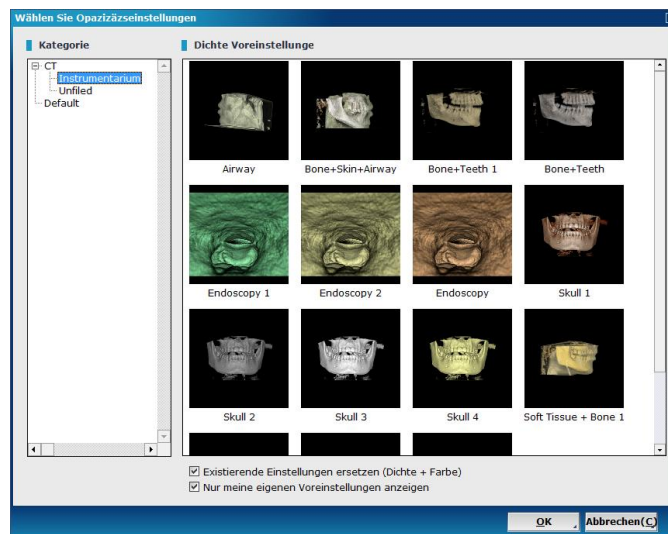 Wählen Sie Opazizäzseinstellungen
Kategorie
CT
Instrumentarium
Unfiled
Default
Dichte Voreinstellunge
Airway
Bone+Skin+Airway
Bone+Teeth 1
Bone+Teeth
Endoscopy 1
Endoscopy 2
Endoscopy
Skull 1
Skull 2
Skull 3
Skull 4
Soft Tissue + Bone 1
Existierende Einstellungen ersetzen (Dichte + Farbe)
Nur meine eigenen Voreinstellungen anzeigen
OK
Abbrechen(C)